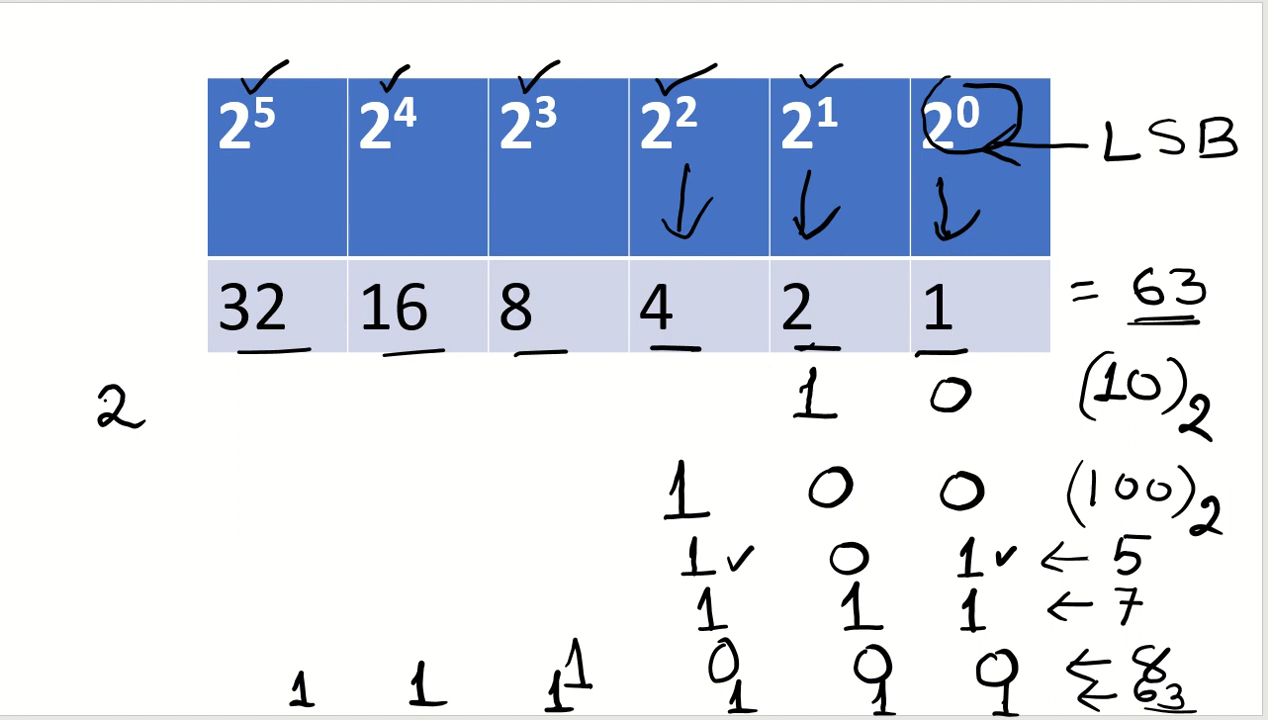 2⁵ 2⁴ 2³ 2² 2¹ 2⁰ ← LSB
32 16 8 4 2 1 = 63
2 1 0 (10)₂
1 0 0 (100)₂
1 ✓ 0 1 ✓ ← 5
1 1 1 ← 7
1 0 0 0 ← 8
1 1 1 1 1 1 ← 63